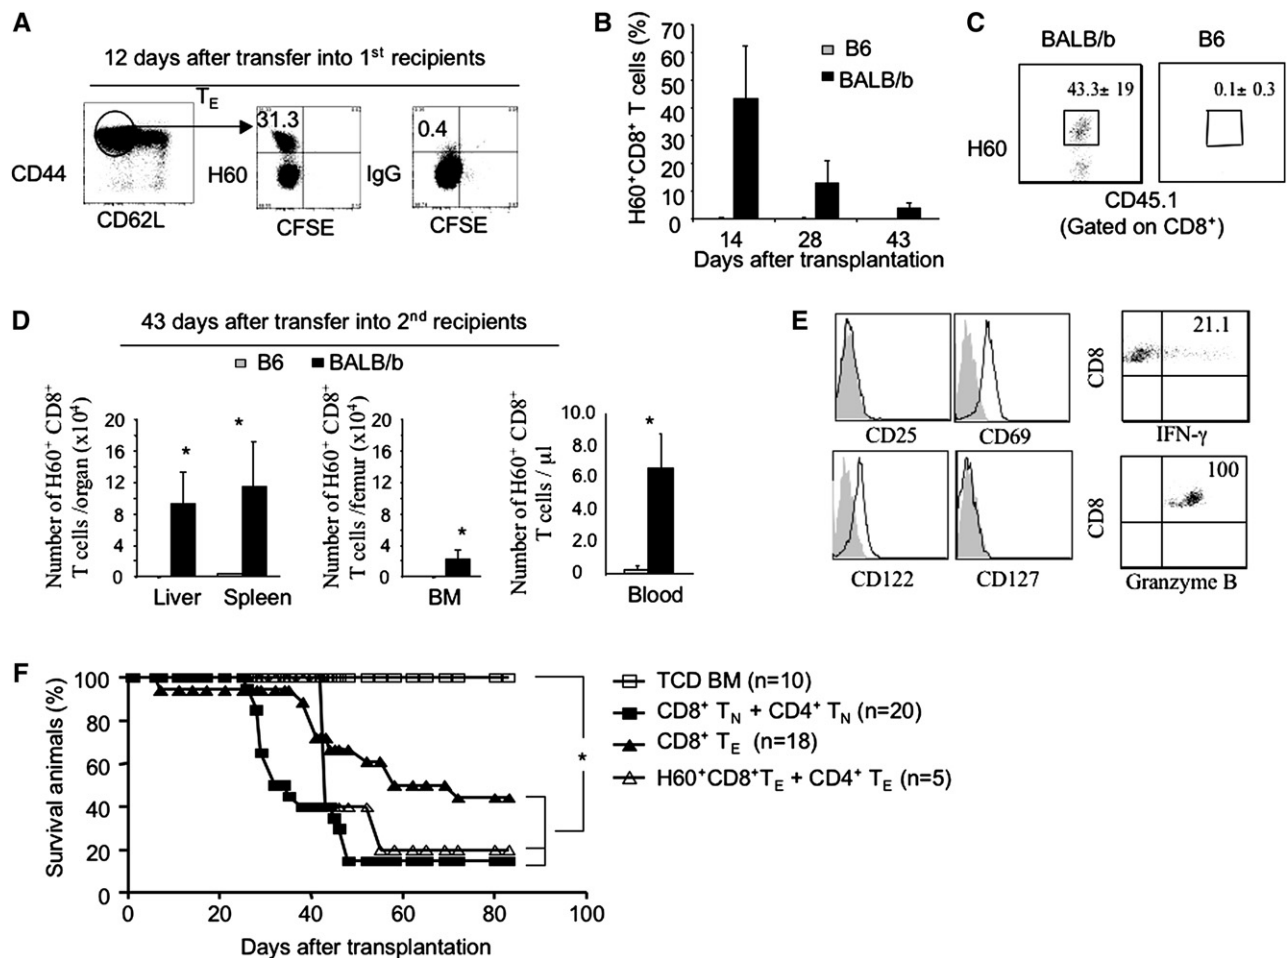 A
12 days after transfer into 1st recipients
TE
31.3
0.4
CD44
H60
IgG
CD62L
CFSE
CFSE
B
H60+CD8+ T cells (%)
70
60
50
40
30
20
10
0
B6
BALB/b
14
28
43
Days after transplantation
C
BALB/b
B6
43.3± 19
0.1± 0.3
H60
CD45.1
(Gated on CD8+)
D
43 days after transfer into 2nd recipients
B6
BALB/b
Number of H60+ CD8+
T cells /organ (x10⁴)
20
16
12
8
4
0
*
*
Liver
Spleen
Number of H60+ CD8+
T cells /femur (x10⁴)
20
16
12
8
4
0
*
BM
Number of H60+ CD8+
T cells / µl
10.0
8.0
6.0
4.0
2.0
0
*
Blood
E
CD25
CD69
CD122
CD127
CD8
21.1
IFN-γ
CD8
100
Granzyme B
F
Survival animals (%)
100
80
60
40
20
0
0
20
40
60
80
100
Days after transplantation
*
TCD BM (n=10)
CD8+ TN + CD4+ TN (n=20)
CD8+ TE (n=18)
H60+CD8+TE + CD4+ TE (n=5)